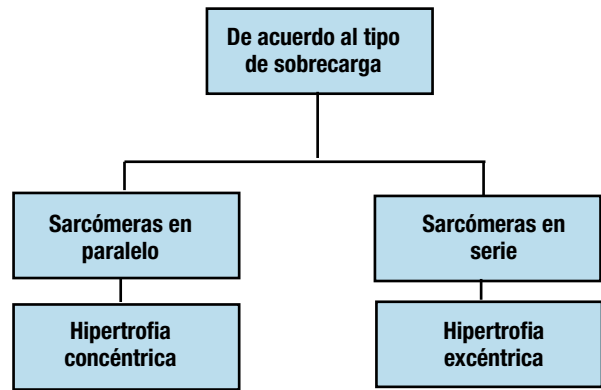 De acuerdo al tipo
de sobrecarga
Sarcómeras en
paralelo
Sarcómeras en
serie
Hipertrofia
concéntrica
Hipertrofia
excéntrica